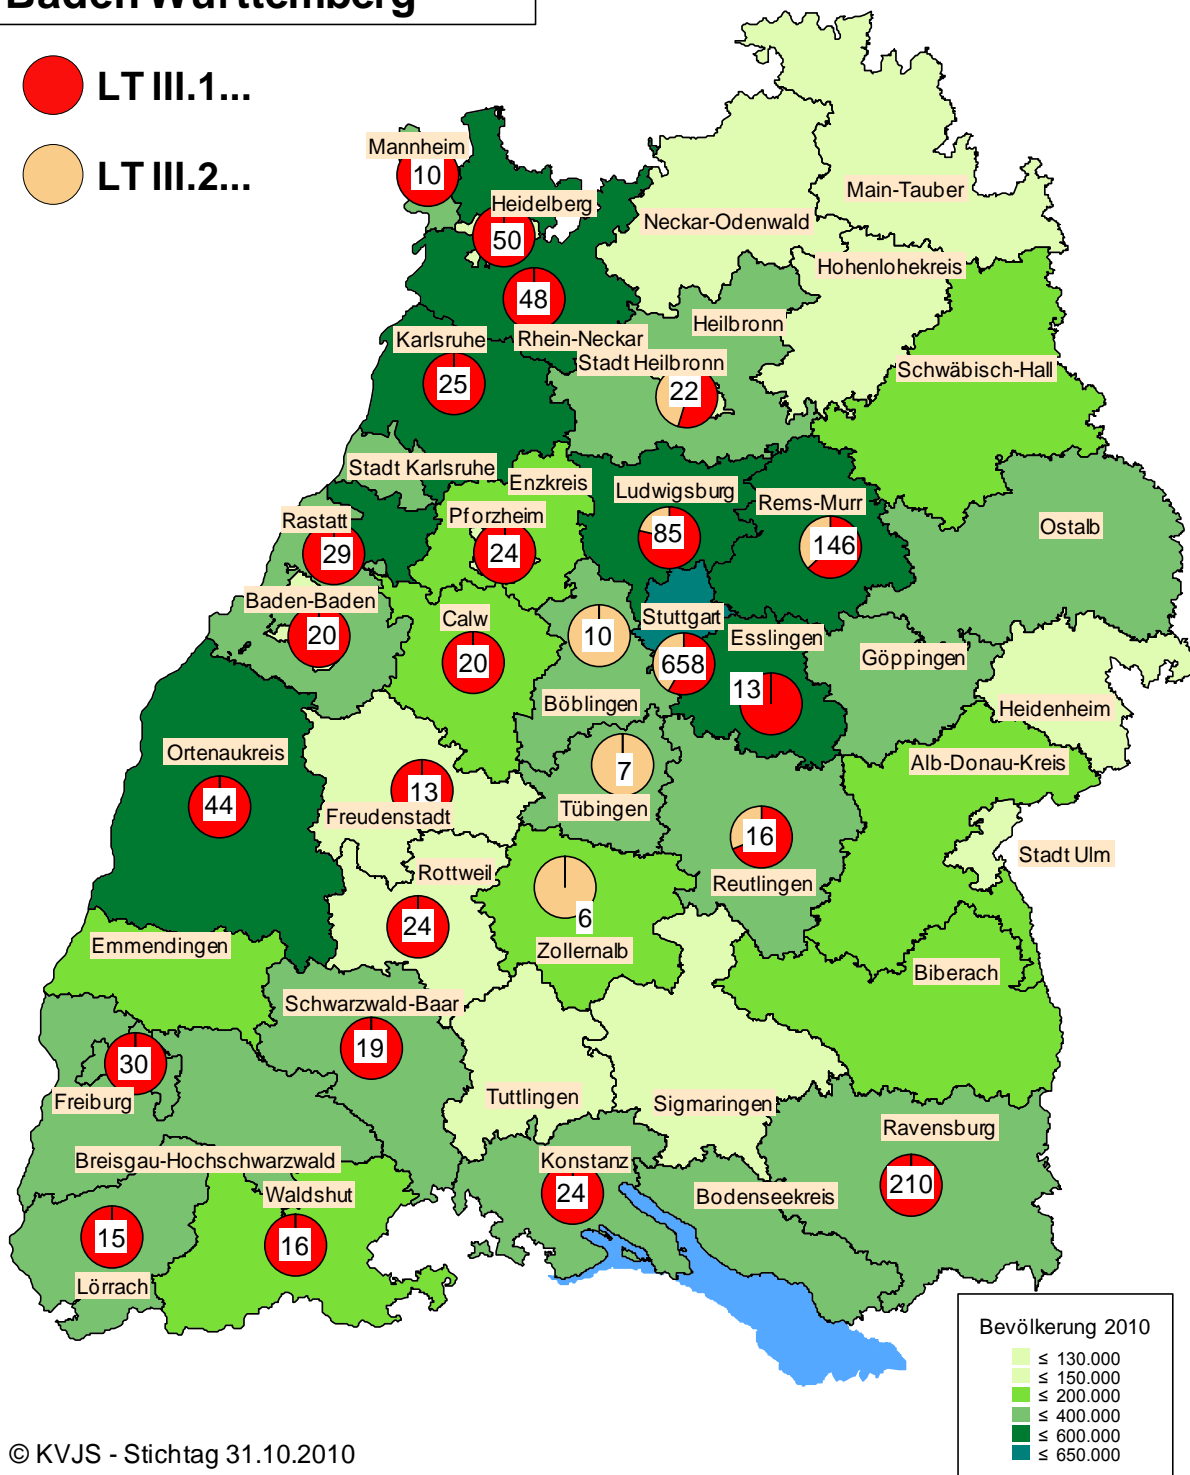 Baden Württemberg
LT III.1...
LT III.2...
Mannheim
10
Main-Tauber
Heidelberg
Neckar-Odenwald
50
Hohenlohekreis
48
Heilbronn
Karlsruhe
Rhein-Neckar
Stadt Heilbronn
Schwäbisch-Hall
25
22
Stadt Karlsruhe
Enzkreis
Ludwigsburg
Rems-Murr
Rastatt
Pforzheim
Ostalb
29
24
85
146
Baden-Baden
Calw
Stuttgart
20
10
Esslingen
20
658
Göppingen
13
Böblingen
Heidenheim
Ortenaukreis
Alb-Donau-Kreis
7
13
44
Tübingen
Freudenstadt
16
Stadt Ulm
Rottweil
Reutlingen
24
6
Emmendingen
Zollernalb
Biberach
Schwarzwald-Baar
19
30
Freiburg
Tuttlingen
Sigmaringen
Ravensburg
Breisgau-Hochschwarzwald
Konstanz
Waldshut
24
Bodenseekreis
210
15
16
Lörrach
Bevölkerung 2010
≤ 130.000
≤ 150.000
≤ 200.000
≤ 400.000
≤ 600.000
≤ 650.000
© KVJS - Stichtag 31.10.2010